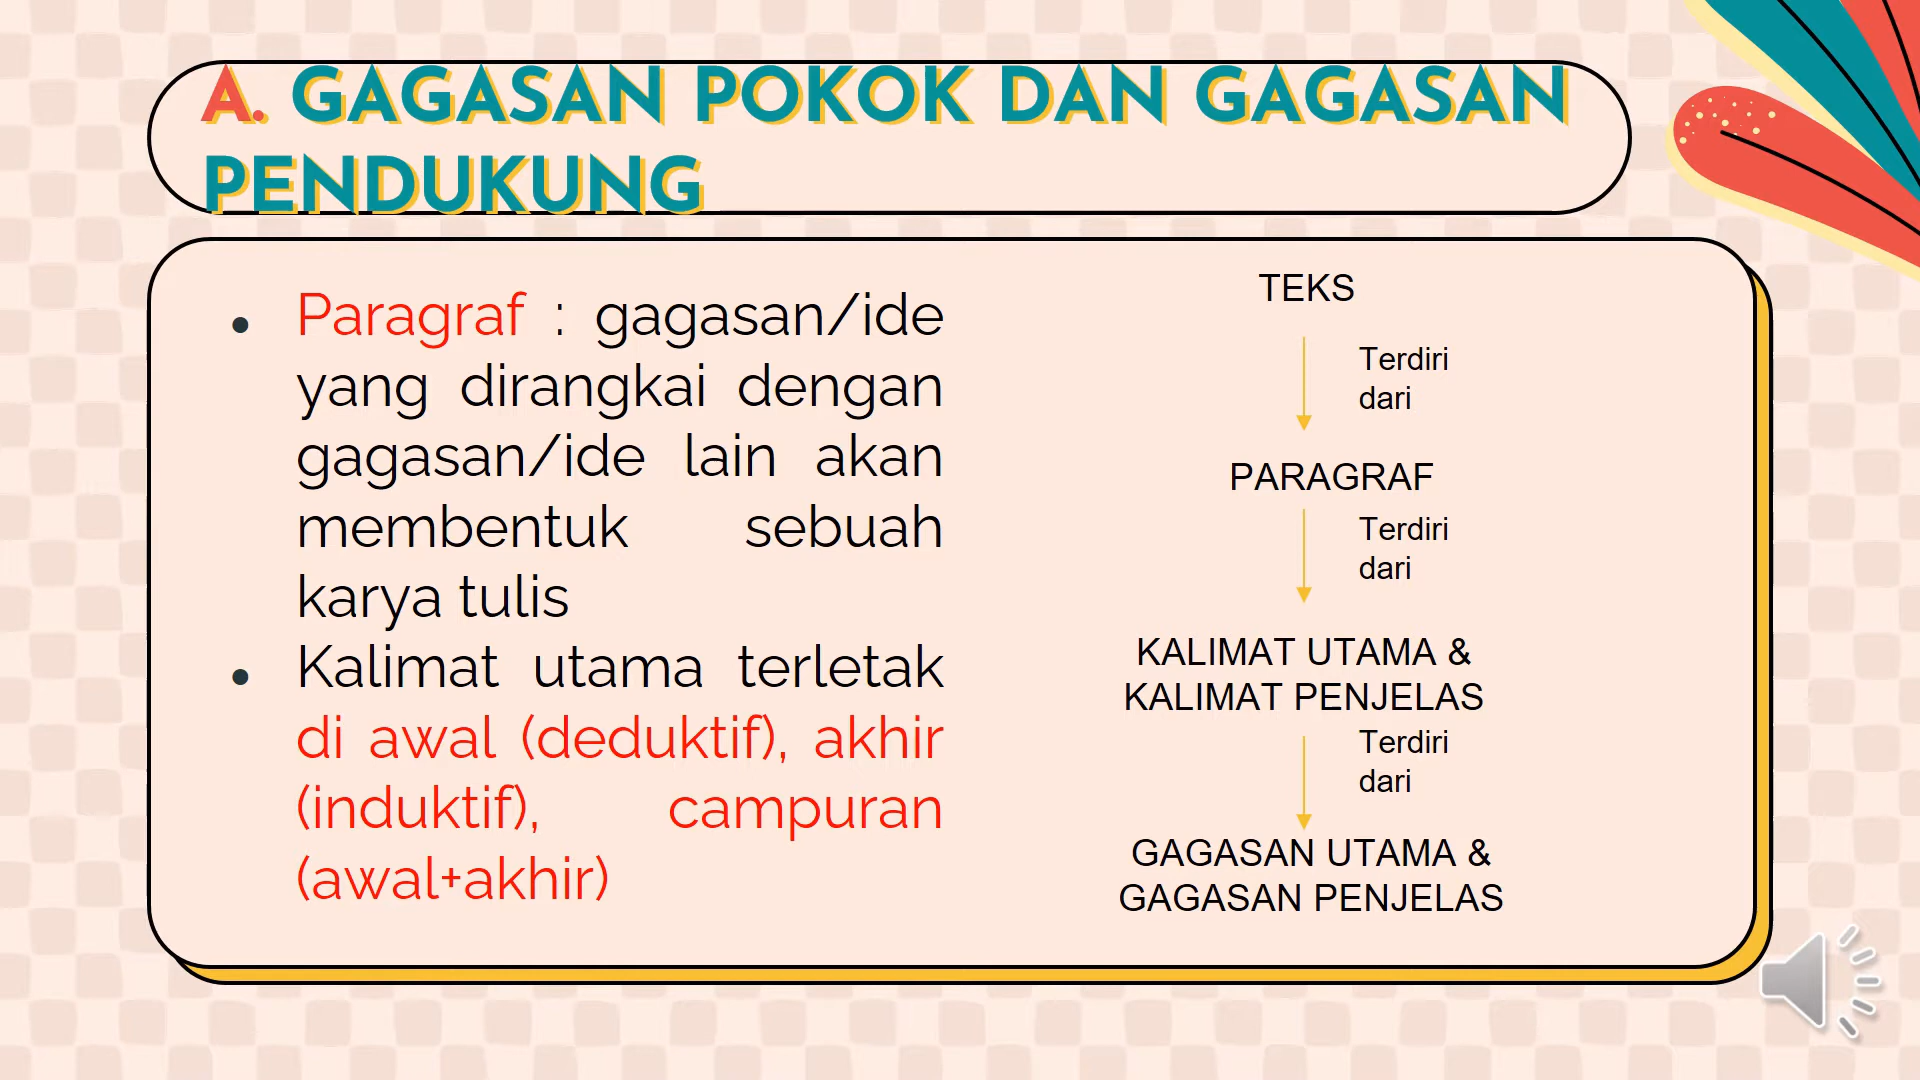 A. GAGASAN POKOK DAN GAGASAN
PENDUKUNG
Paragraf : gagasan/ide
yang dirangkai dengan
gagasan/ide lain akan
membentuk sebuah
karya tulis
Kalimat utama terletak
di awal (deduktif), akhir
(induktif), campuran
(awal+akhir)
TEKS
Terdiri
dari
PARAGRAF
Terdiri
dari
KALIMAT UTAMA &
KALIMAT PENJELAS
Terdiri
dari
GAGASAN UTAMA &
GAGASAN PENJELAS